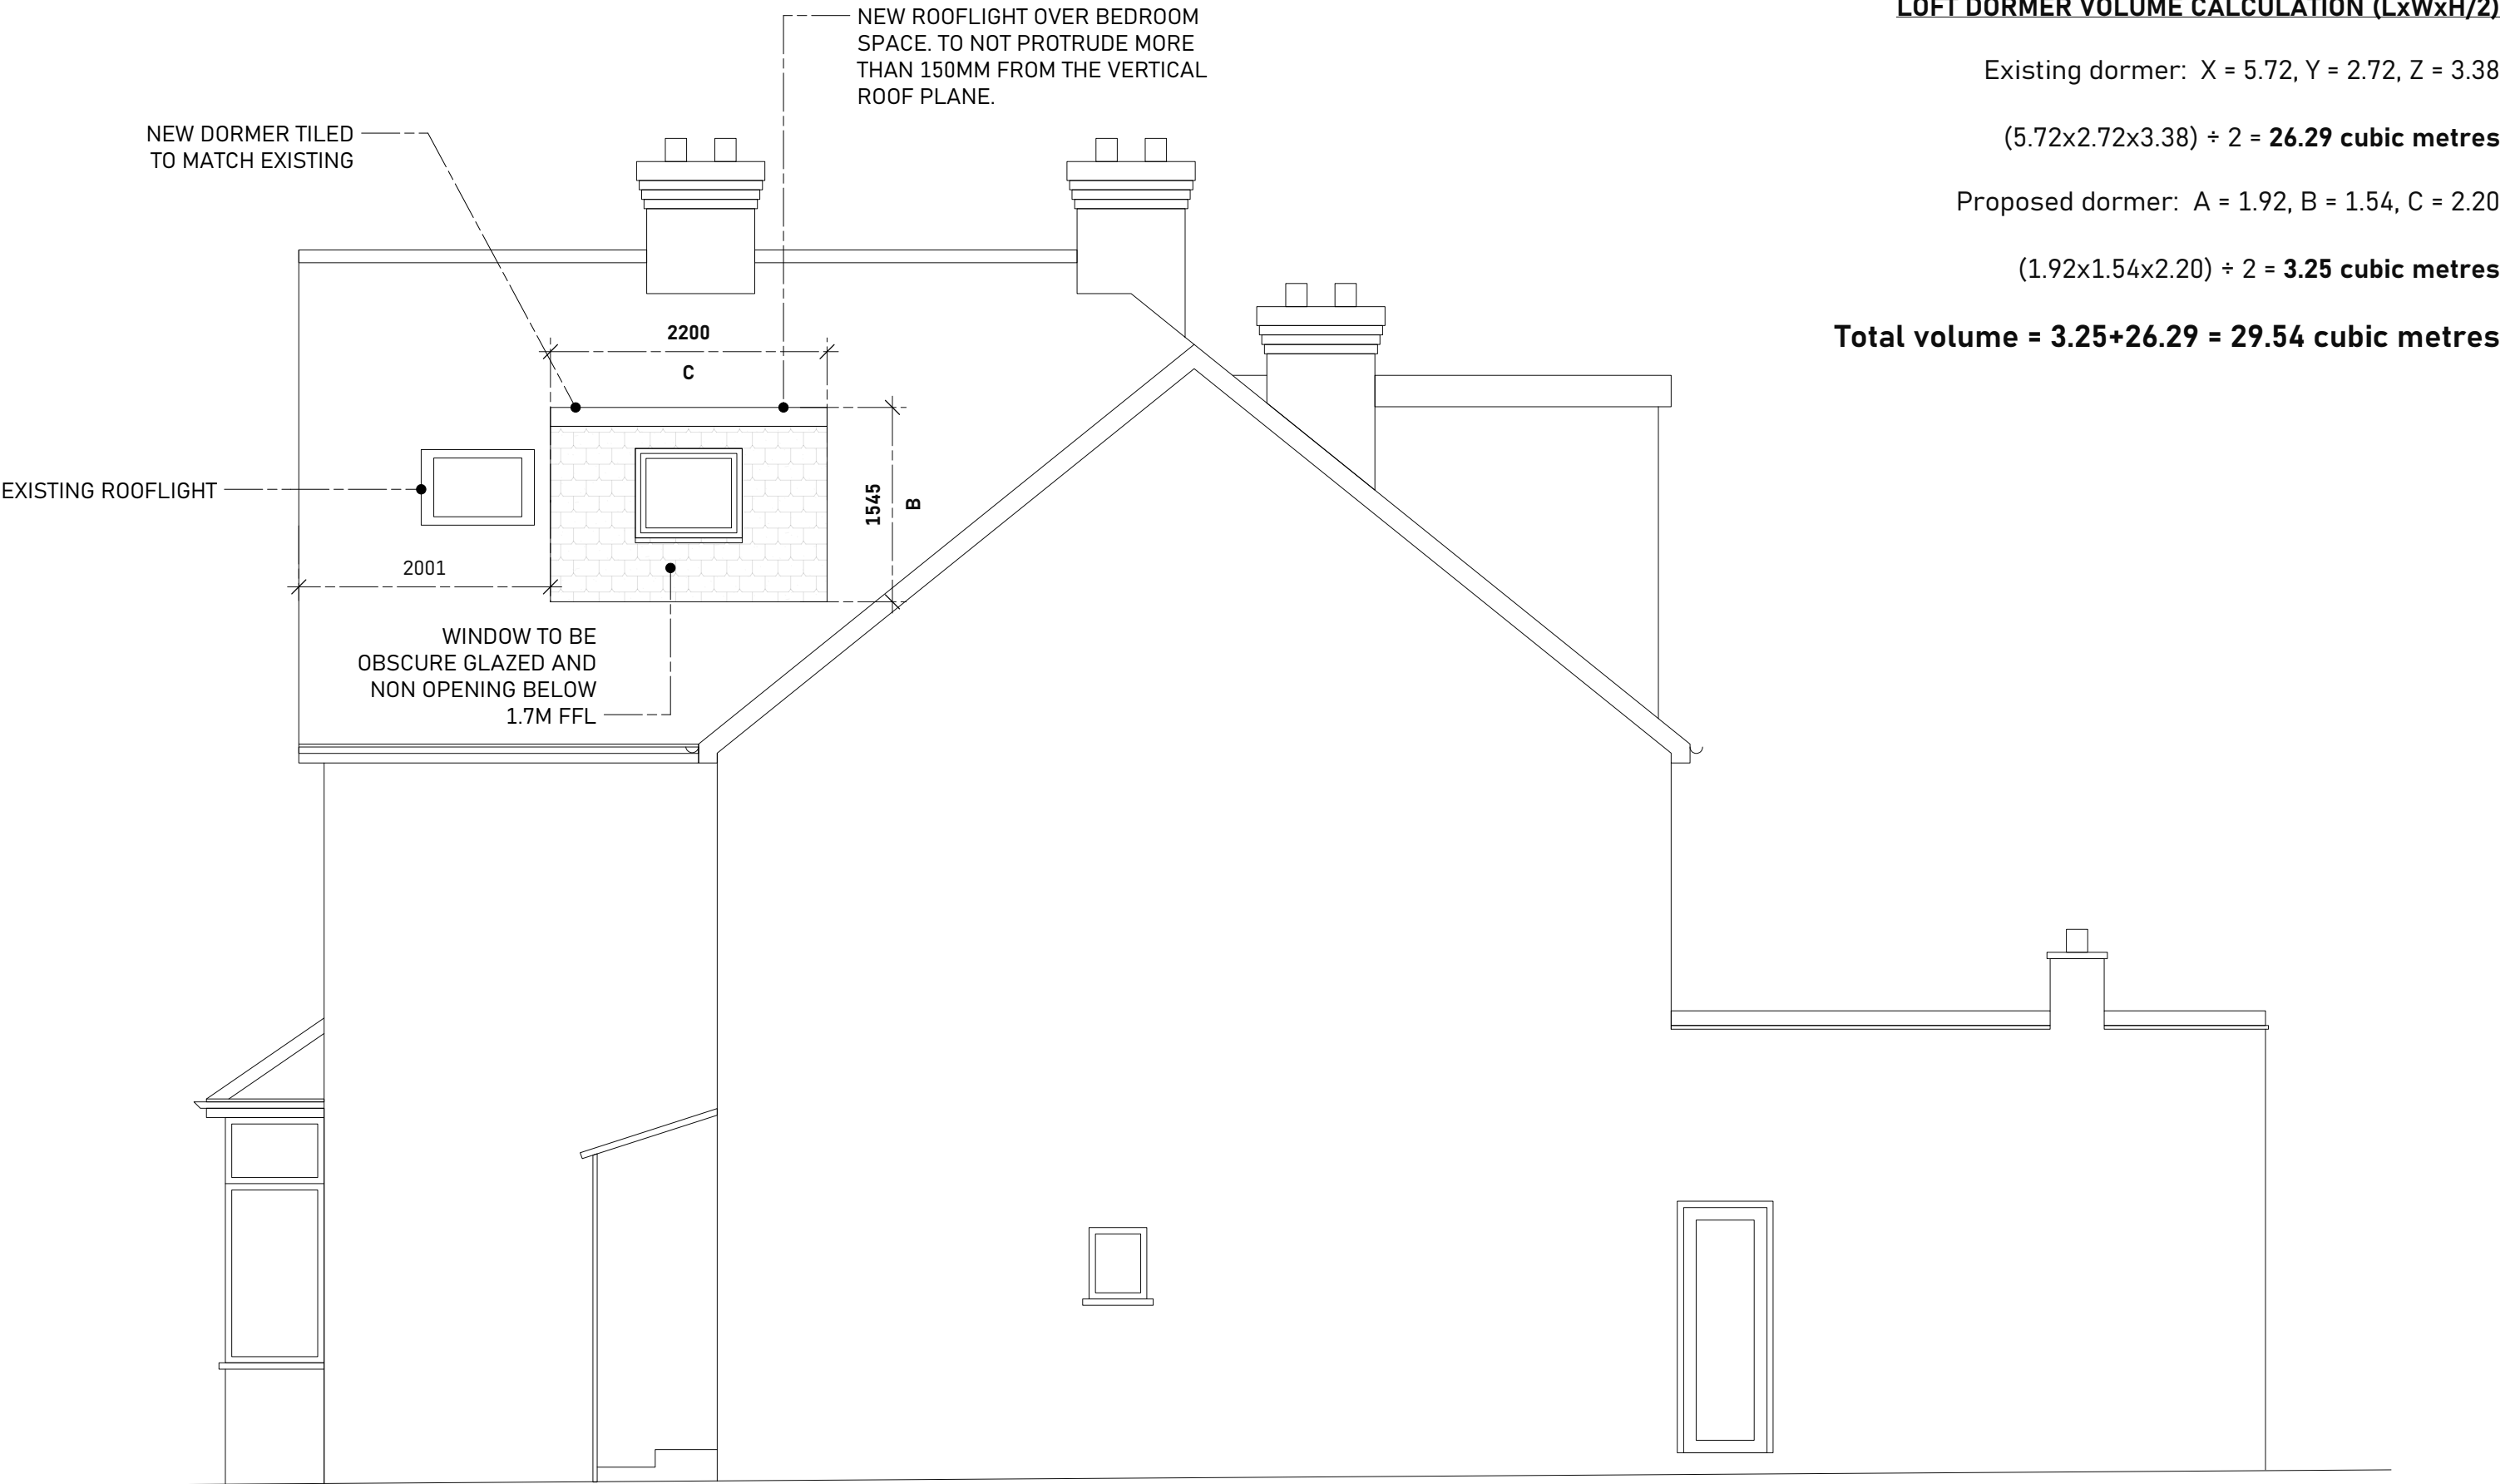 LOFT DORMER VOLUME CALCULATION (LxWxH/2)
Existing dormer: X = 5.72, Y = 2.72, Z = 3.38
(5.72x2.72x3.38) ÷ 2 = 26.29 cubic metres
Proposed dormer: A = 1.92, B = 1.54, C = 2.20
(1.92x1.54x2.20) ÷ 2 = 3.25 cubic metres
Total volume = 3.25+26.29 = 29.54 cubic metres
NEW ROOFLIGHT OVER BEDROOM
SPACE. TO NOT PROTRUDE MORE
THAN 150MM FROM THE VERTICAL
ROOF PLANE.
NEW DORMER TILED
TO MATCH EXISTING
2200
C
EXISTING ROOFLIGHT
1545
B
2001
WINDOW TO BE
OBSCURE GLAZED AND
NON OPENING BELOW
1.7M FFL